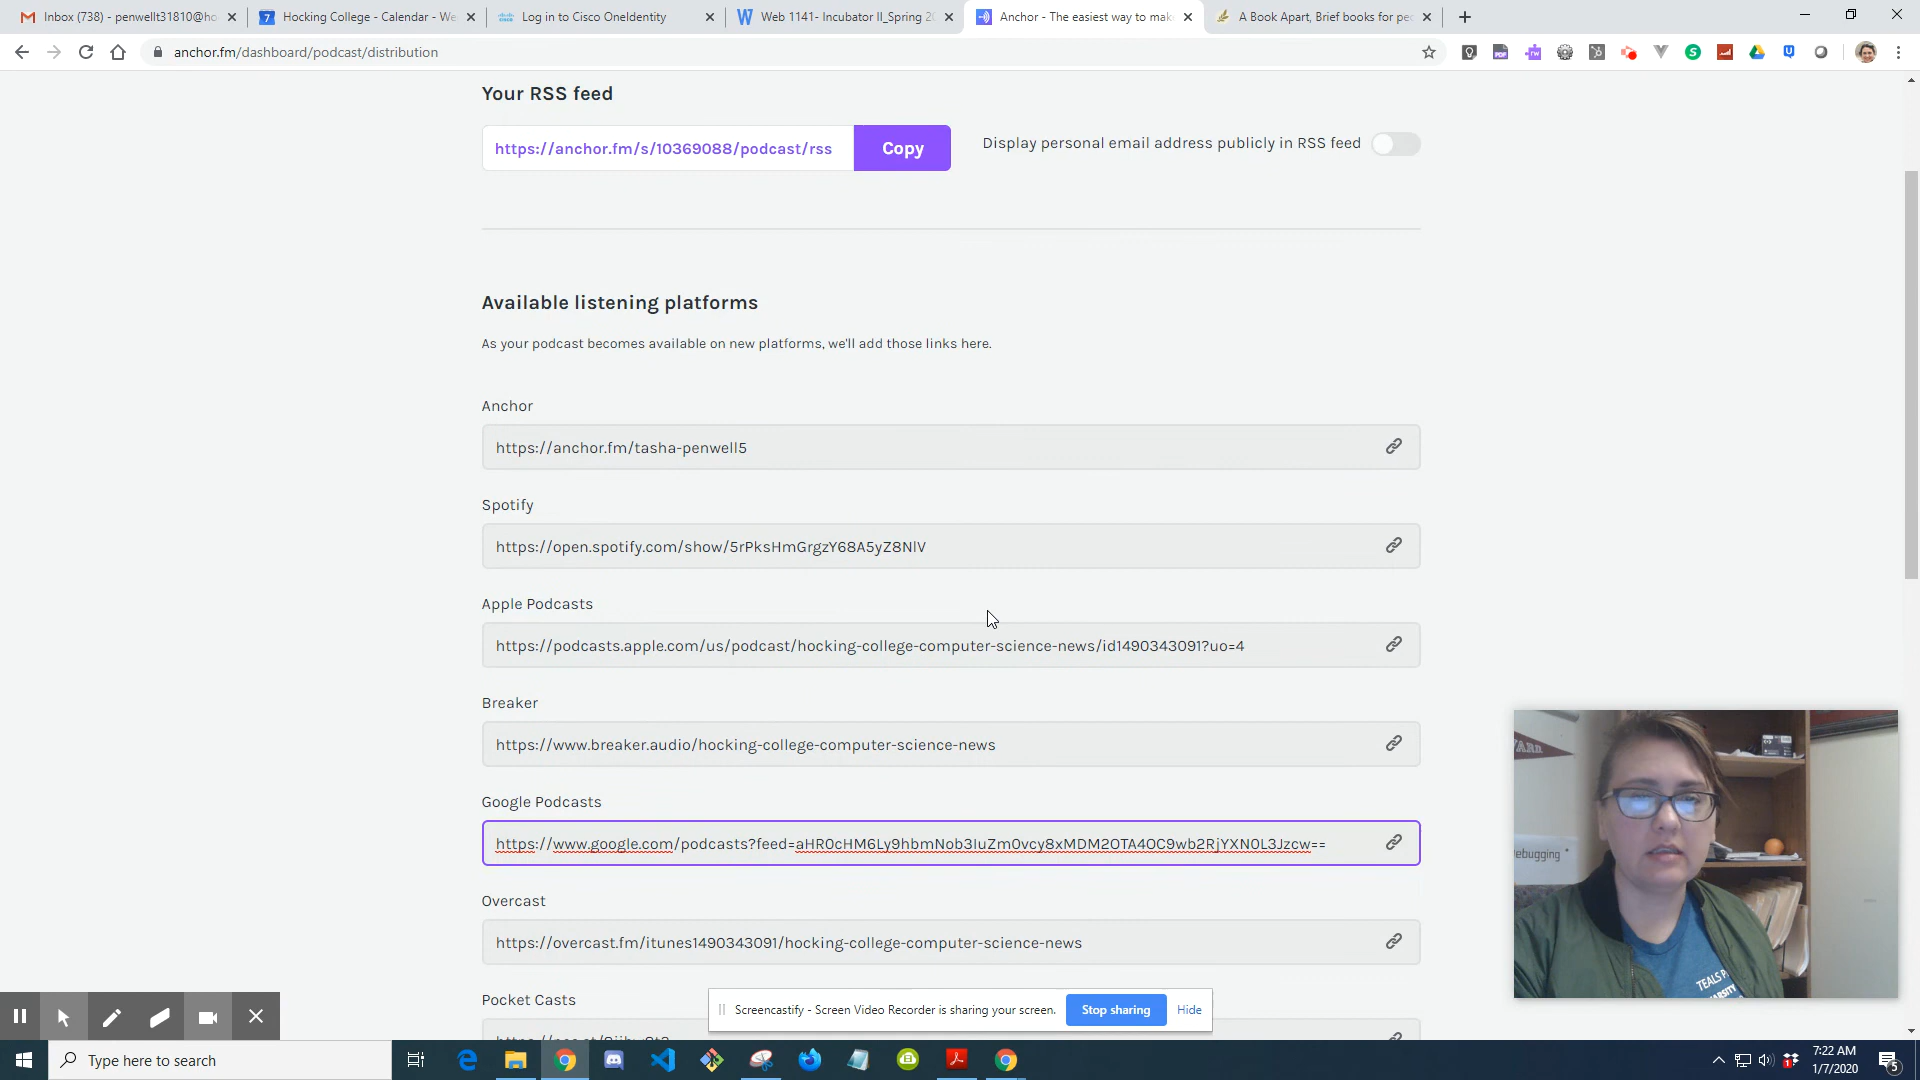 Inbox (738) - penwellt31810@ho
Hocking College - Calendar - We
Log in to Cisco OneIdentity
Web 1141- Incubator II_Spring 20
Anchor - The easiest way to mak
A Book Apart, Brief books for pe
anchor.fm/dashboard/podcast/distribution
Your RSS feed
https://anchor.fm/s/10369088/podcast/rss
Copy
Display personal email address publicly in RSS feed
Available listening platforms
As your podcast becomes available on new platforms, we'll add those links here.
Anchor
https://anchor.fm/tasha-penwell5
Spotify
https://open.spotify.com/show/5rPksHmGrgzY68A5yZ8NlV
Apple Podcasts
https://podcasts.apple.com/us/podcast/hocking-college-computer-science-news/id1490343091?uo=4
Breaker
https://www.breaker.audio/hocking-college-computer-science-news
Google Podcasts
https://www.google.com/podcasts?feed=aHR0cHM6Ly9hbmNob3IuZm0vcy8xMDM2OTA4OC9wb2RjYXN0L3Jzcw==
Overcast
https://overcast.fm/itunes1490343091/hocking-college-computer-science-news
Pocket Casts
ebugging
TEALS
Screencastify - Screen Video Recorder is sharing your screen.
Stop sharing
Hide
Type here to search
7:22 AM
1/7/2020
5